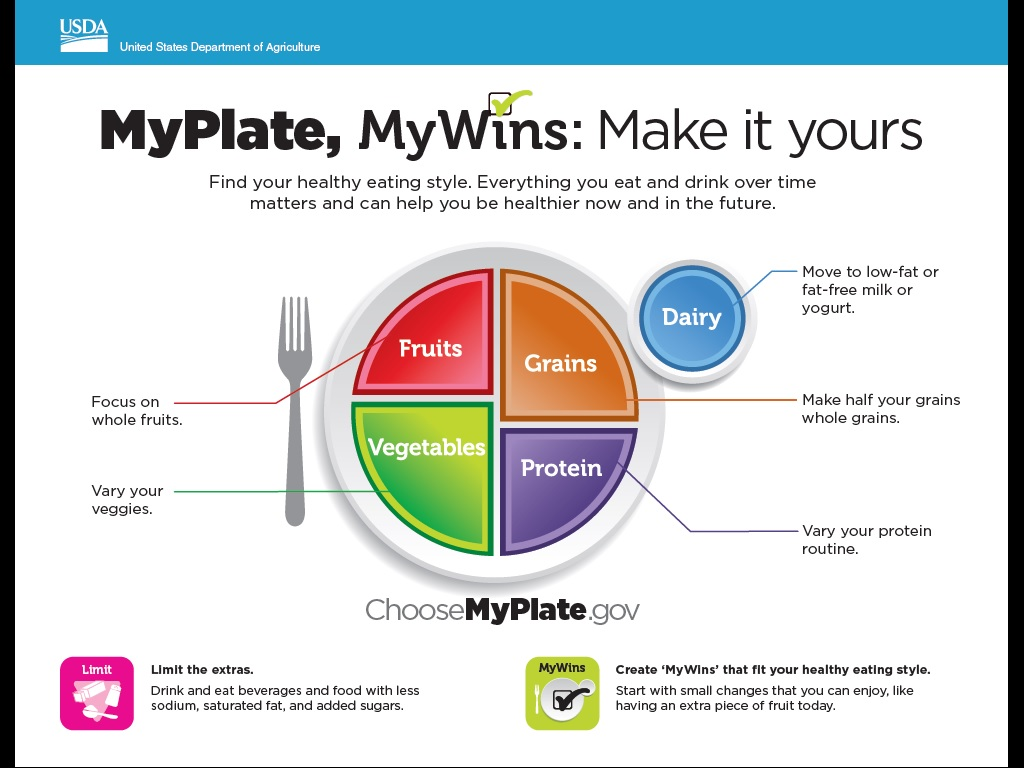 USDA
United States Department of Agriculture
MyPlate, MyWins: Make it yours
Find your healthy eating style. Everything you eat and drink over time
matters and can help you be healthier now and in the future.
Dairy
Move to low-fat or
fat-free milk or
yogurt.
Fruits
Grains
Focus on
whole fruits.
Make half your grains
whole grains.
Vegetables
Protein
Vary your
veggies.
Vary your protein
routine.
ChooseMyPlate.gov
Limit
Limit the extras.
Drink and eat beverages and food with less
sodium, saturated fat, and added sugars.
MyWins
Create ‘MyWins’ that fit your healthy eating style.
Start with small changes that you can enjoy, like
having an extra piece of fruit today.